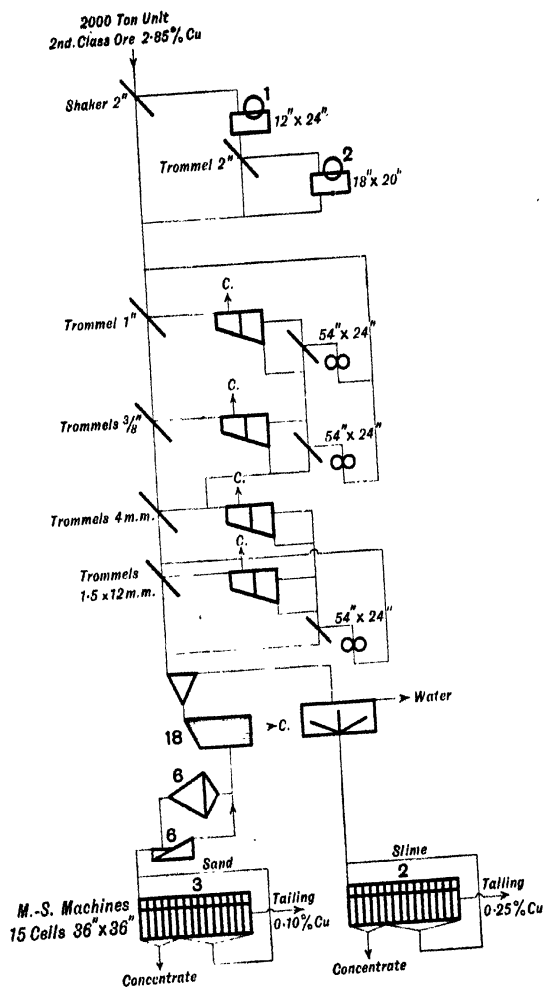 2000 Ton Unit
2nd. Class Ore 2·85% Cu
Shaker 2"
1
12" x 24"
Trommel 2"
2
18" x 20"
C.
Trommel 1"
54" x 24"
C.
Trommels 3/8"
54" x 24"
C.
Trommels 4 m.m.
C.
Trommels
1·5 x 12 m.m.
54" x 24"
Water
18
C.
6
6
Sand
Slime
3
2
M.-S. Machines
15 Cells 36" x 36"
Tailing
0·10% Cu
Tailing
0·25% Cu
Concentrate
Concentrate